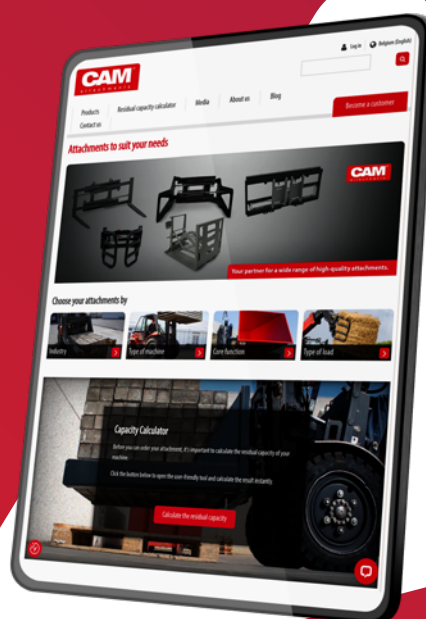 Log in
Belgium (English)
CAM
attachments
Products
Residual capacity calculator
Media
About us
Blog
Become a customer
Contact us
Attachments to suit your needs
CAM
attachments
Your partner for a wide range of high-quality attachments.
Choose your attachments by
Industry
Type of machine
Core function
Type of load
Capacity Calculator
Before you can order your attachment, it's important to calculate the residual capacity of your
machine.
Click the button below to open the user-friendly tool and calculate the result instantly.
Calculate the residual capacity